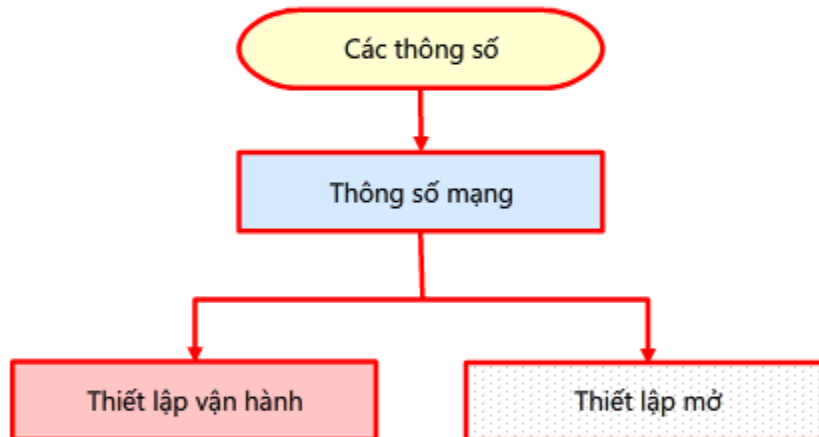 Các thông số
Thông số mạng
Thiết lập vận hành
Thiết lập mở